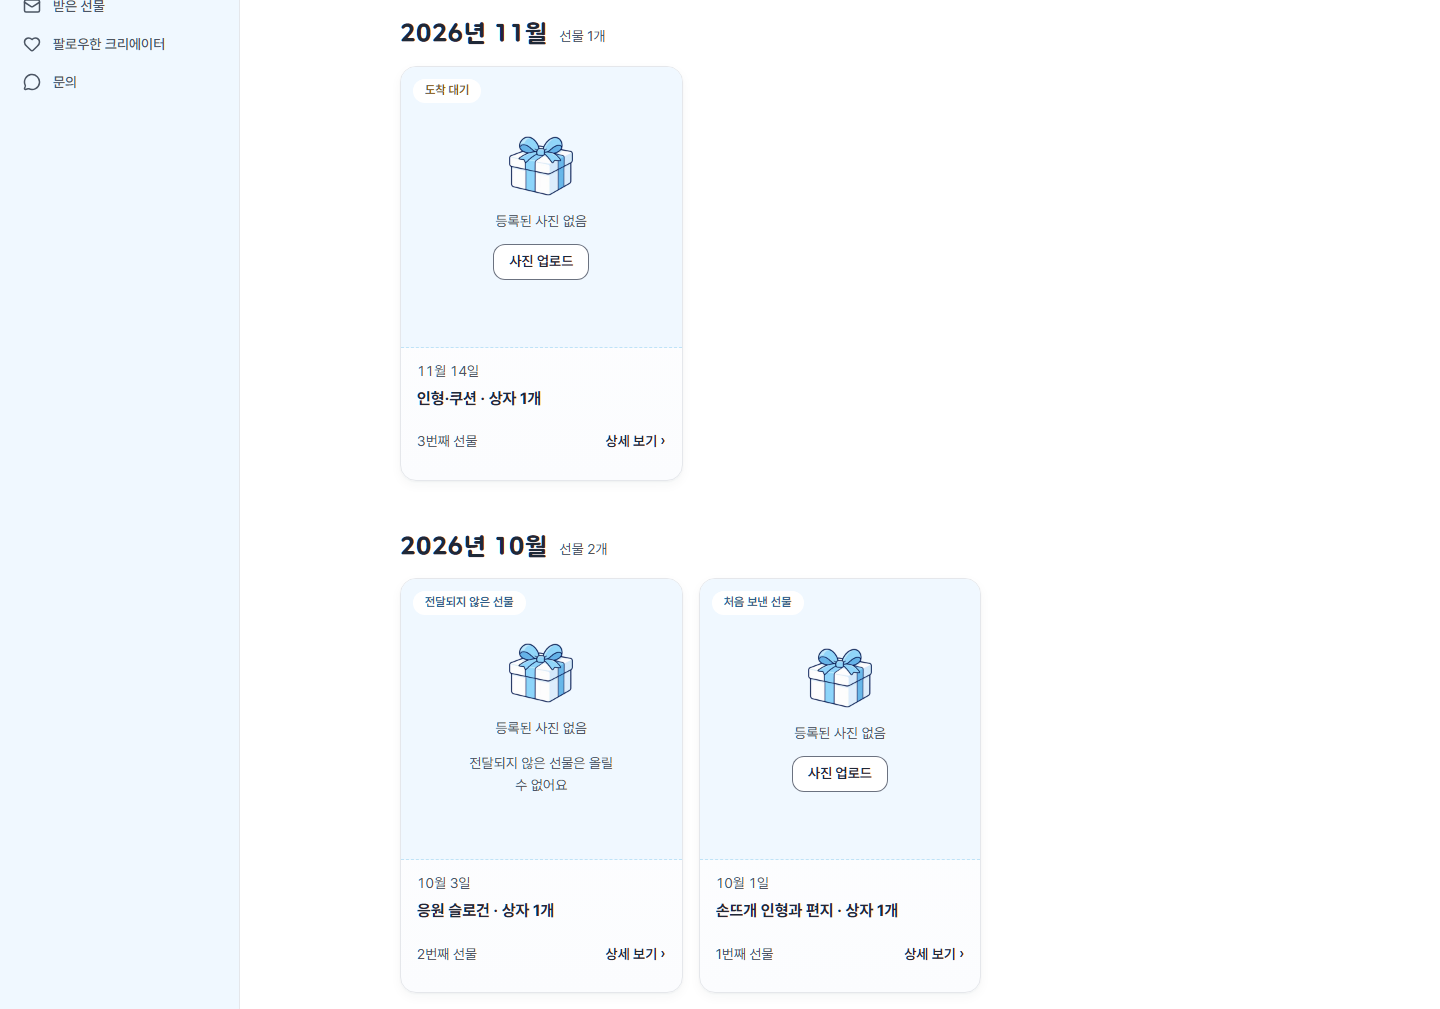 받은 선물
팔로우한 크리에이터
문의
2026년 11월 선물 1개
도착 대기
등록된 사진 없음
사진 업로드
11월 14일
인형·쿠션 · 상자 1개
3번째 선물 상세 보기 ›
2026년 10월 선물 2개
전달되지 않은 선물
등록된 사진 없음
전달되지 않은 선물은 올릴
수 없어요
10월 3일
응원 슬로건 · 상자 1개
2번째 선물 상세 보기 ›
처음 보낸 선물
등록된 사진 없음
사진 업로드
10월 1일
손뜨개 인형과 편지 · 상자 1개
1번째 선물 상세 보기 ›